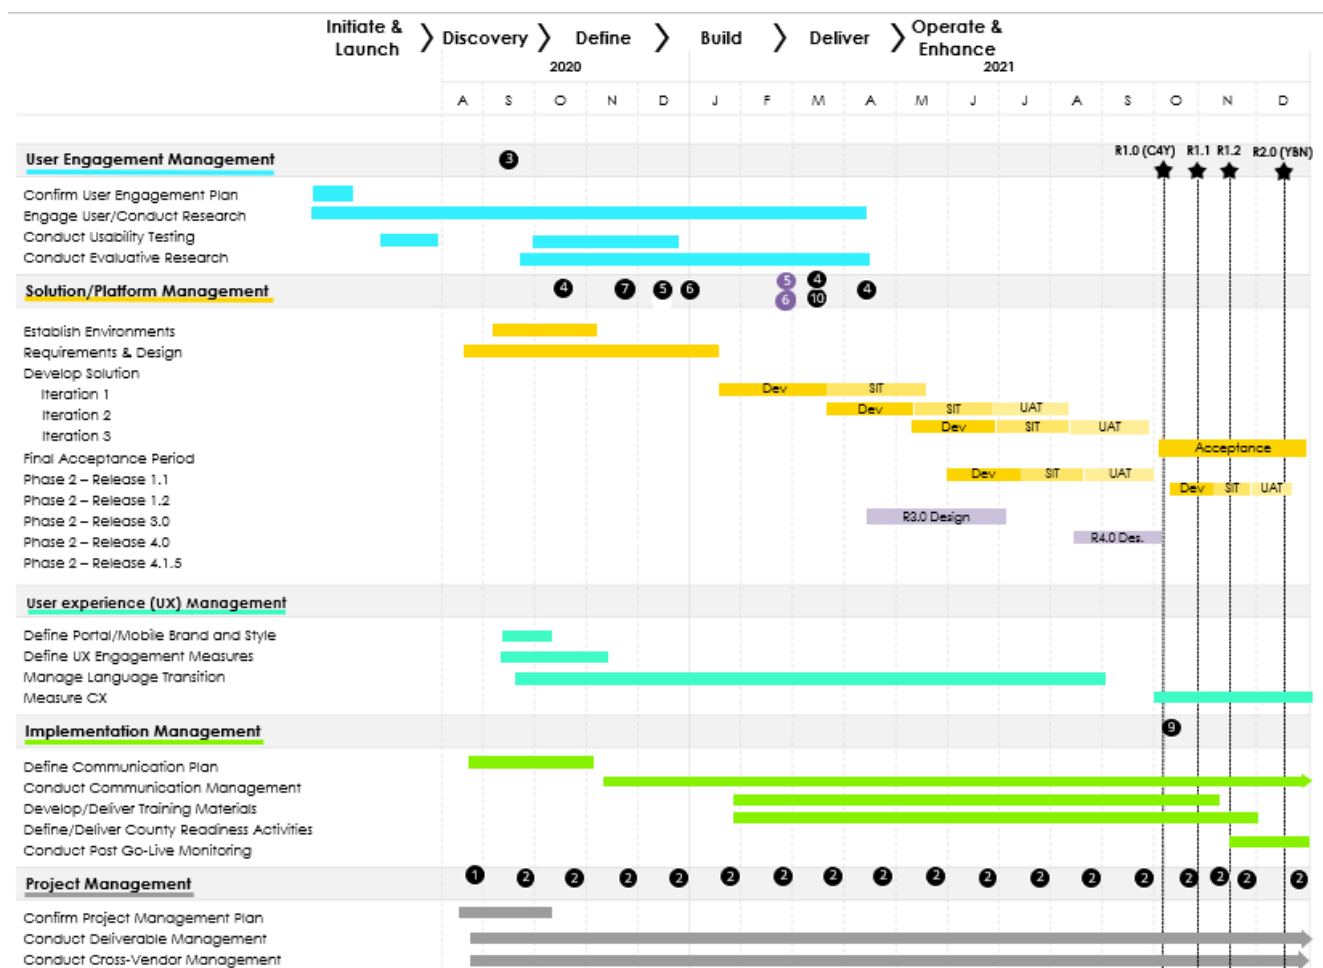 Initiate & Launch
Discovery
Define
Build
Deliver
Operate & Enhance
2020
2021
A S O N D J F M A M J J A S O N D
User Engagement Management
3
R1.0 (C4Y) R1.1 R1.2 R2.0 (YBN)
Confirm User Engagement Plan
Engage User/Conduct Research
Conduct Usability Testing
Conduct Evaluative Research
Solution/Platform Management
4 7 5 6 5 4 4
6 10
Establish Environments
Requirements & Design
Develop Solution
Iteration 1
Dev SIT
Iteration 2
Dev SIT UAT
Iteration 3
Dev SIT UAT
Final Acceptance Period
Acceptance
Phase 2 – Release 1.1
Dev SIT UAT
Phase 2 – Release 1.2
Dev SIT UAT
Phase 2 – Release 3.0
R3.0 Design
Phase 2 – Release 4.0
R4.0 Des.
Phase 2 – Release 4.1.5
User experience (UX) Management
Define Portal/Mobile Brand and Style
Define UX Engagement Measures
Manage Language Transition
Measure CX
Implementation Management
9
Define Communication Plan
Conduct Communication Management
Develop/Deliver Training Materials
Define/Deliver County Readiness Activities
Conduct Post Go-Live Monitoring
Project Management
1 2 2 2 2 2 2 2 2 2 2 2 2 2 2 2 2 2
Confirm Project Management Plan
Conduct Deliverable Management
Conduct Cross-Vendor Management